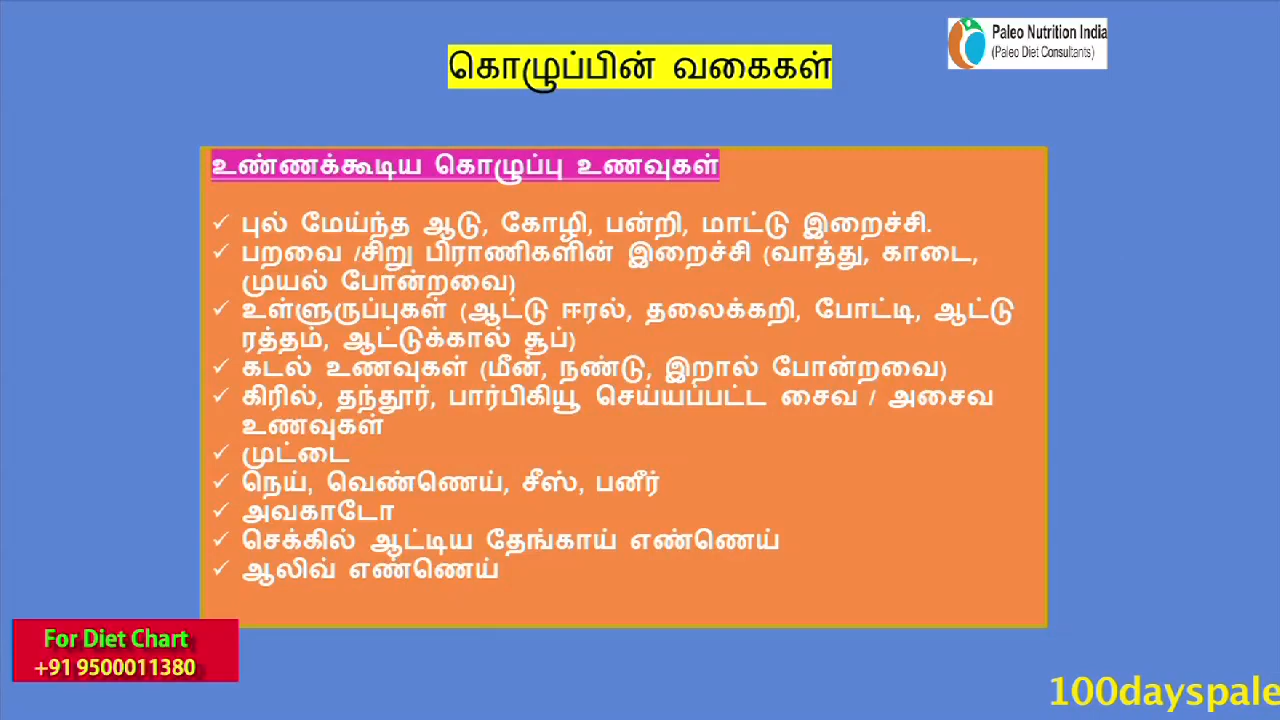 Paleo Nutrition India
(Paleo Diet Consultants)
கொழுப்பின் வகைகள்
உண்ணக்கூடிய கொழுப்பு உணவுகள்
✓ புல் மேய்ந்த ஆடு, கோழி, பன்றி, மாட்டு இறைச்சி.
✓ பறவை /சிறு பிராணிகளின் இறைச்சி (வாத்து, காடை,
முயல் போன்றவை)
✓ உள்ளுருப்புகள் (ஆட்டு ஈரல், தலைக்கறி, போட்டி, ஆட்டு
ரத்தம், ஆட்டுக்கால் சூப்)
✓ கடல் உணவுகள் (மீன், நண்டு, இறால் போன்றவை)
✓ கிரில், தந்தூர், பார்பிகியூ செய்யப்பட்ட சைவ / அசைவ
உணவுகள்
✓ முட்டை
✓ நெய், வெண்ணெய், சீஸ், பனீர்
✓ அவகாடோ
✓ செக்கில் ஆட்டிய தேங்காய் எண்ணெய்
✓ ஆலிவ் எண்ணெய்
For Diet Chart
+91 9500011380
100dayspale